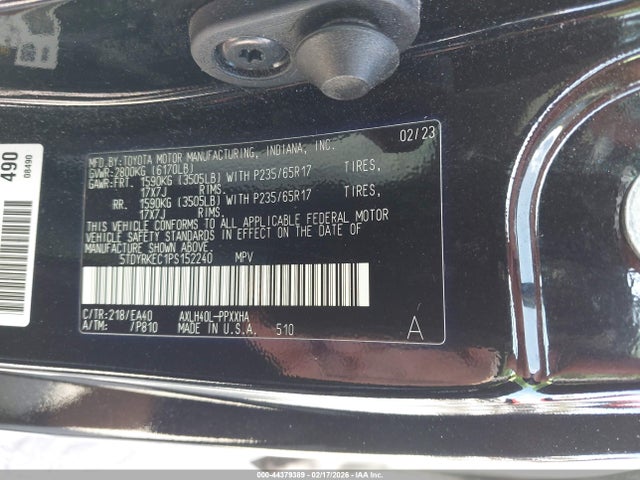 MFD.BY:TOYOTA MOTOR MANUFACTURING, INDIANA, INC. 02/23
GVWR:2800KG (6170LB)
GAWR:FRT. 1590KG (3505LB) WITH P235/65R17 TIRES,
17X7J RIMS.
RR. 1590KG (3505LB) WITH P235/65R17 TIRES,
17X7J RIMS.
THIS VEHICLE CONFORMS TO ALL APPLICABLE FEDERAL MOTOR
VEHICLE SAFETY STANDARDS IN EFFECT ON THE DATE OF
MANUFACTURE SHOWN ABOVE.
5TDYRKEC1PS152240 MPV
C/TR:218/EA40 AXLH40L-PPXXHA
A/TM: /P810 MADE IN U.S.A. 510
A
490
08490
000-44379389 | 02/17/2026 - IAAI.com